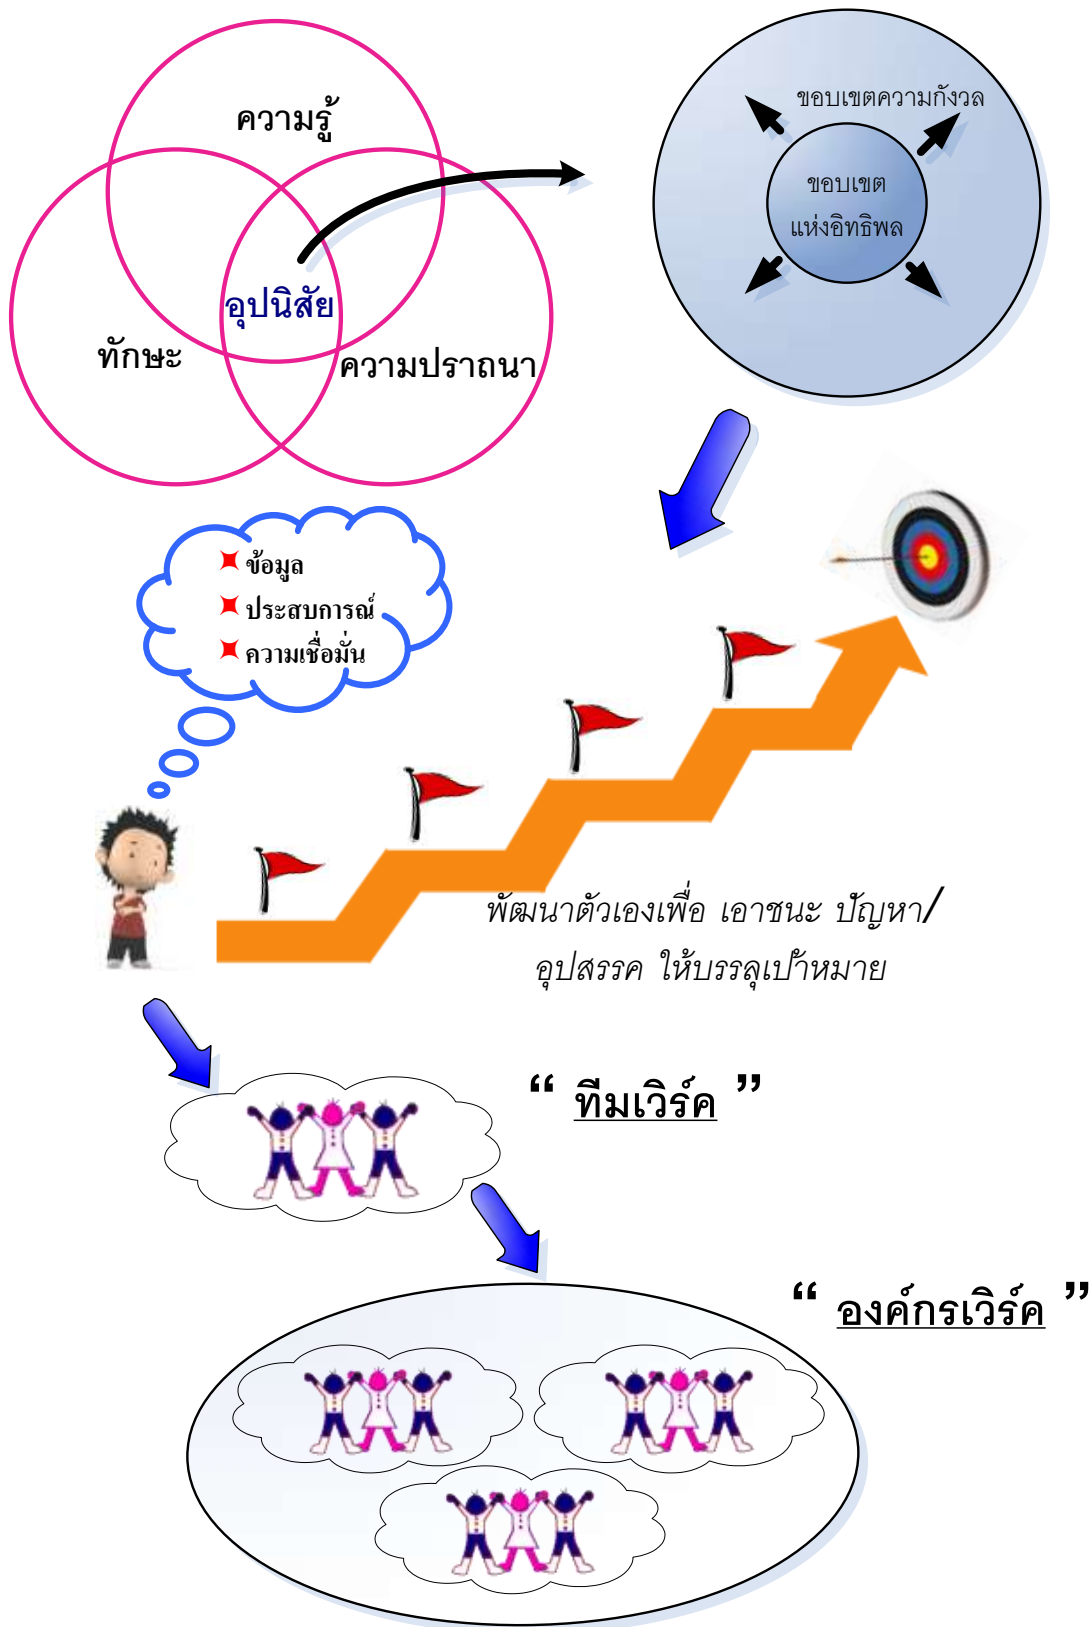 ความรู้
ทักษะ
อุปนิสัย
ความปราถนา
ขอบเขตความกังวล
ขอบเขต
แห่งอิทธิพล
ข้อมูล
ประสบการณ์
ความเชื่อมั่น
พัฒนาตัวเองเพื่อ เอาชนะ ปัญหา/
อุปสรรค ให้บรรลุเป้าหมาย
“ ทีมเวิร์ค ”
“ องค์กรเวิร์ค ”